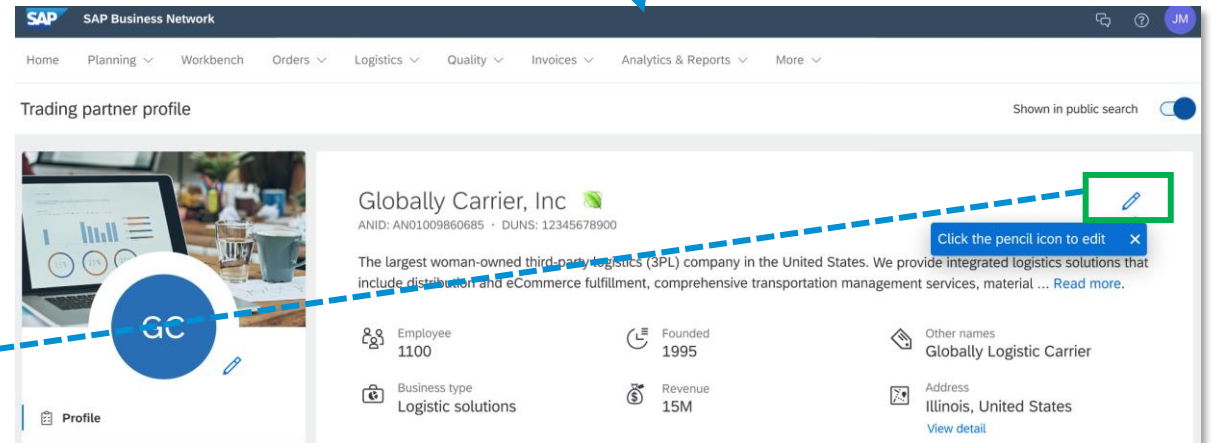 SAP SAP Business Network JM
Home Planning Workbench Orders Logistics Quality Invoices Analytics & Reports More
Trading partner profile Shown in public search
Globally Carrier, Inc
ANID: AN01009860685 · DUNS: 12345678900
Click the pencil icon to edit
The largest woman-owned third-party logistics (3PL) company in the United States. We provide integrated logistics solutions that
include distribution and eCommerce fulfillment, comprehensive transportation management services, material ... Read more.
GC
Employee Founded Other names
1100 1995 Globally Logistic Carrier
Business type Revenue Address
Logistic solutions 15M Illinois, United States
Profile View detail